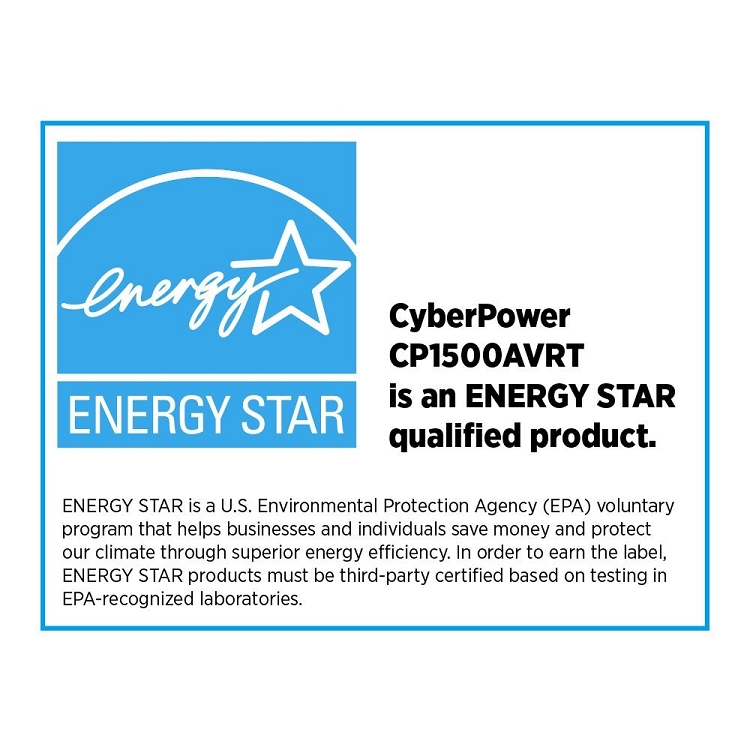 energy
ENERGY STAR
CyberPower
CP1500AVRT
is an ENERGY STAR
qualified product.
ENERGY STAR is a U.S. Environmental Protection Agency (EPA) voluntary
program that helps businesses and individuals save money and protect
our climate through superior energy efficiency. In order to earn the label,
ENERGY STAR products must be third-party certified based on testing in
EPA-recognized laboratories.